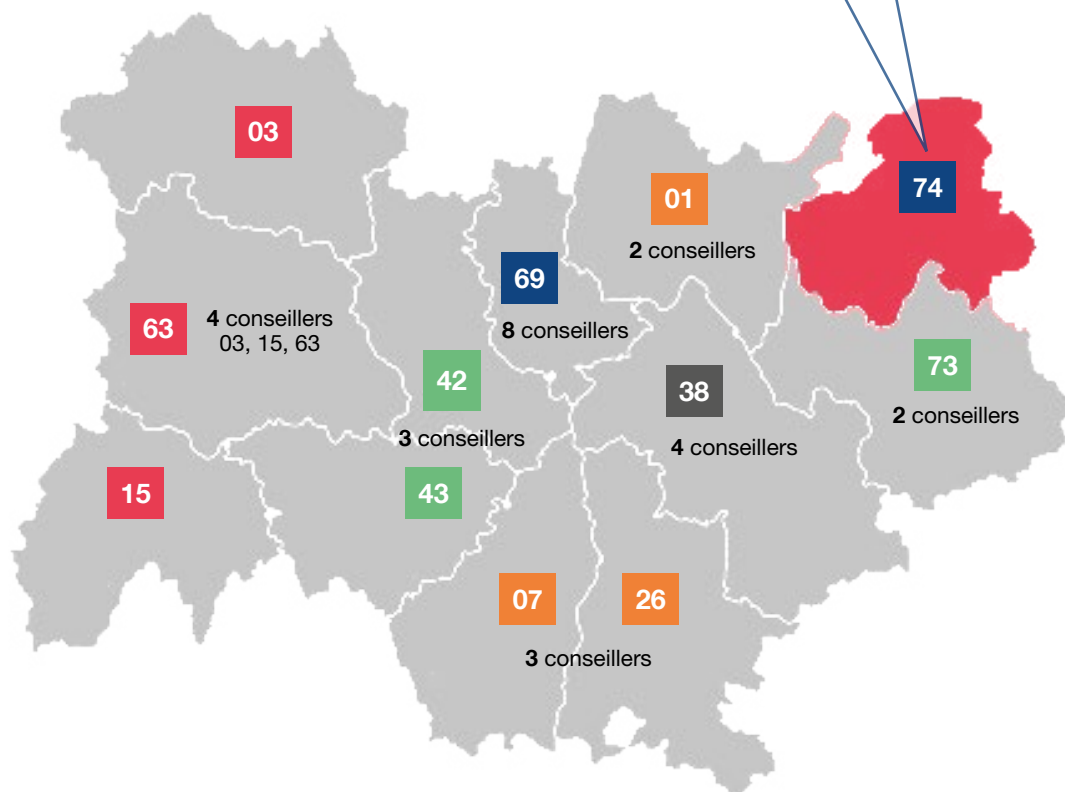 03
01
74
2 conseillers
69
63
4 conseillers
03, 15, 63
8 conseillers
42
38
73
3 conseillers
4 conseillers
2 conseillers
15
43
07
26
3 conseillers